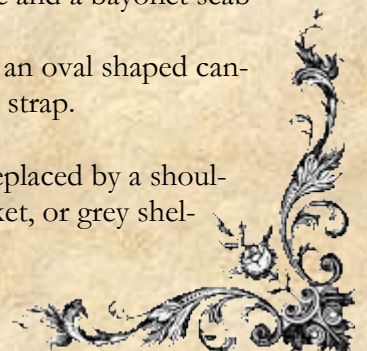 e and a bayonet scab
an oval shaped can-
strap.
eplaced by a shoul-
ket, or grey shel-